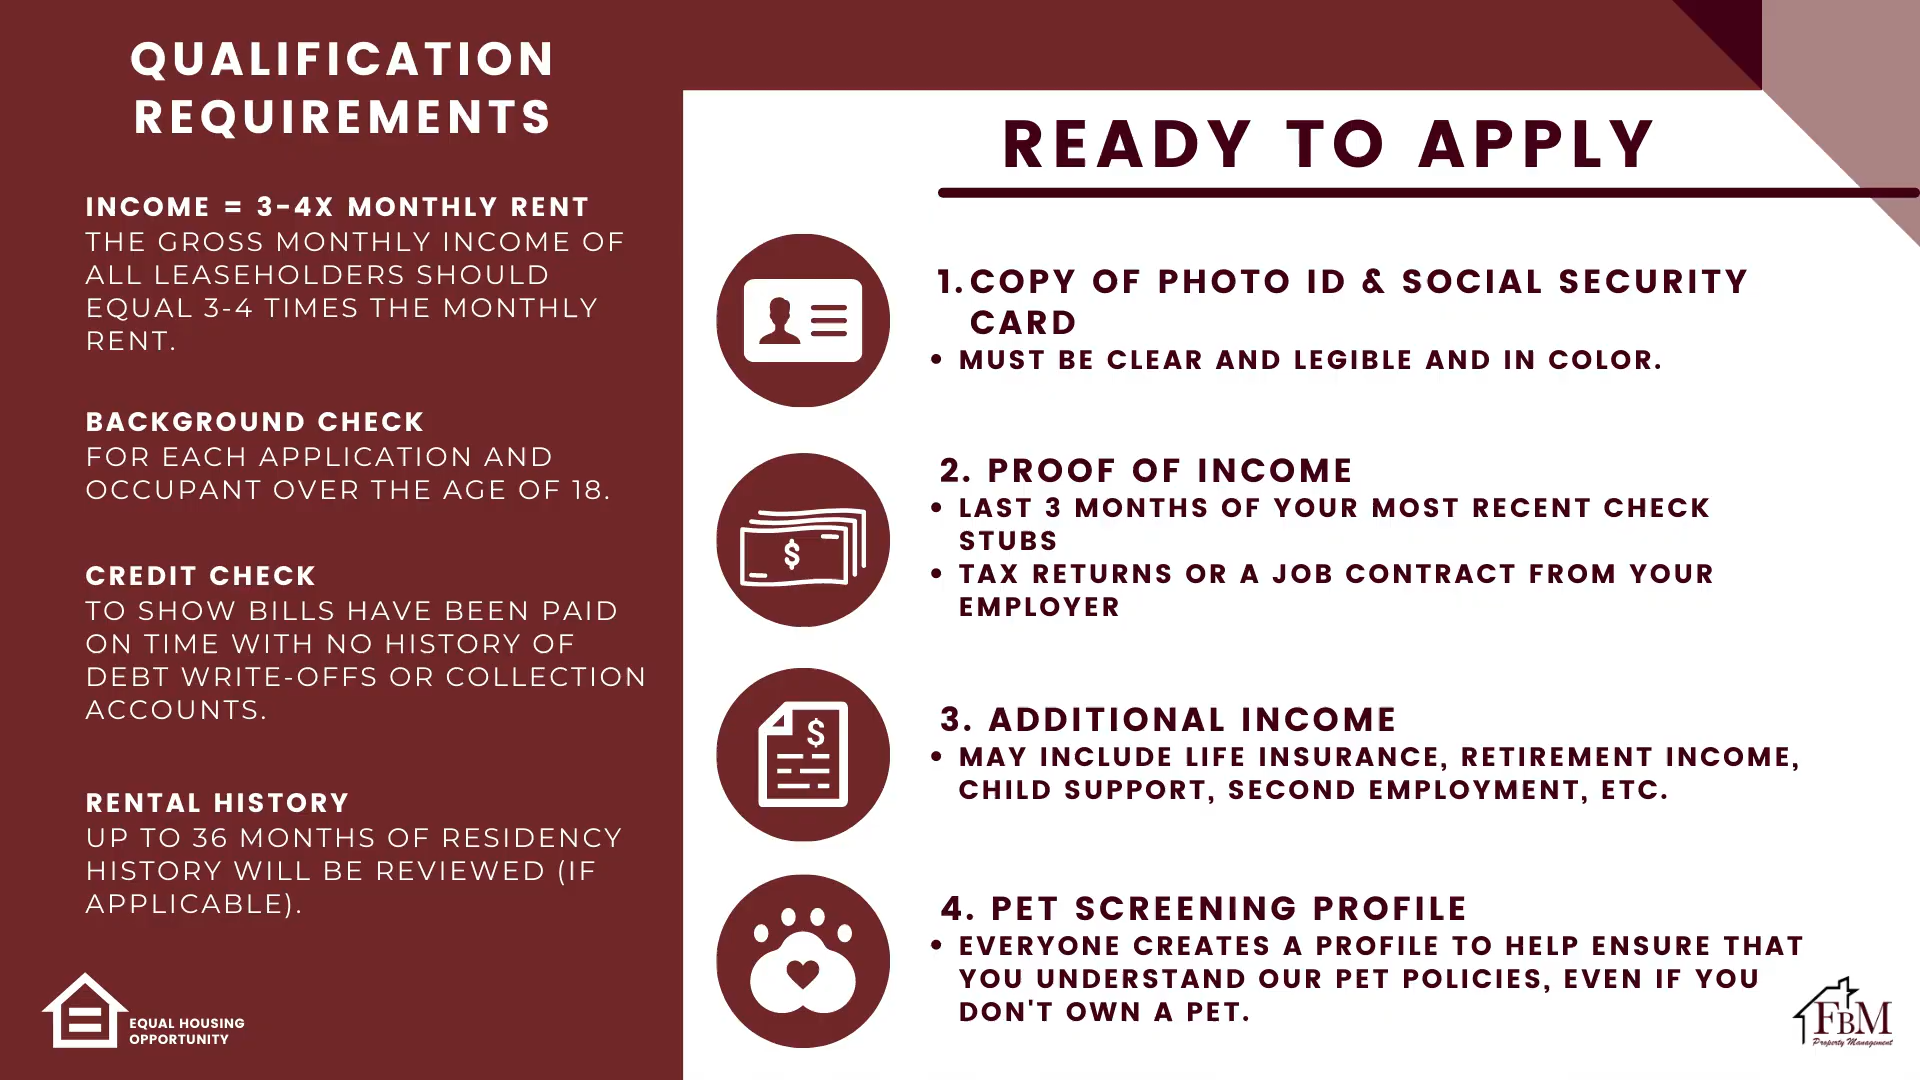 QUALIFICATION
REQUIREMENTS
INCOME = 3-4X MONTHLY RENT
THE GROSS MONTHLY INCOME OF
ALL LEASEHOLDERS SHOULD
EQUAL 3-4 TIMES THE MONTHLY
RENT.
BACKGROUND CHECK
FOR EACH APPLICATION AND
OCCUPANT OVER THE AGE OF 18.
CREDIT CHECK
TO SHOW BILLS HAVE BEEN PAID
ON TIME WITH NO HISTORY OF
DEBT WRITE-OFFS OR COLLECTION
ACCOUNTS.
RENTAL HISTORY
UP TO 36 MONTHS OF RESIDENCY
HISTORY WILL BE REVIEWED (IF
APPLICABLE).
EQUAL HOUSING
OPPORTUNITY
READY TO APPLY
1. COPY OF PHOTO ID & SOCIAL SECURITY
CARD
• MUST BE CLEAR AND LEGIBLE AND IN COLOR.
2. PROOF OF INCOME
• LAST 3 MONTHS OF YOUR MOST RECENT CHECK
STUBS
• TAX RETURNS OR A JOB CONTRACT FROM YOUR
EMPLOYER
3. ADDITIONAL INCOME
• MAY INCLUDE LIFE INSURANCE, RETIREMENT INCOME,
CHILD SUPPORT, SECOND EMPLOYMENT, ETC.
4. PET SCREENING PROFILE
• EVERYONE CREATES A PROFILE TO HELP ENSURE THAT
YOU UNDERSTAND OUR PET POLICIES, EVEN IF YOU
DON'T OWN A PET.
$
$
FBM
Property Management